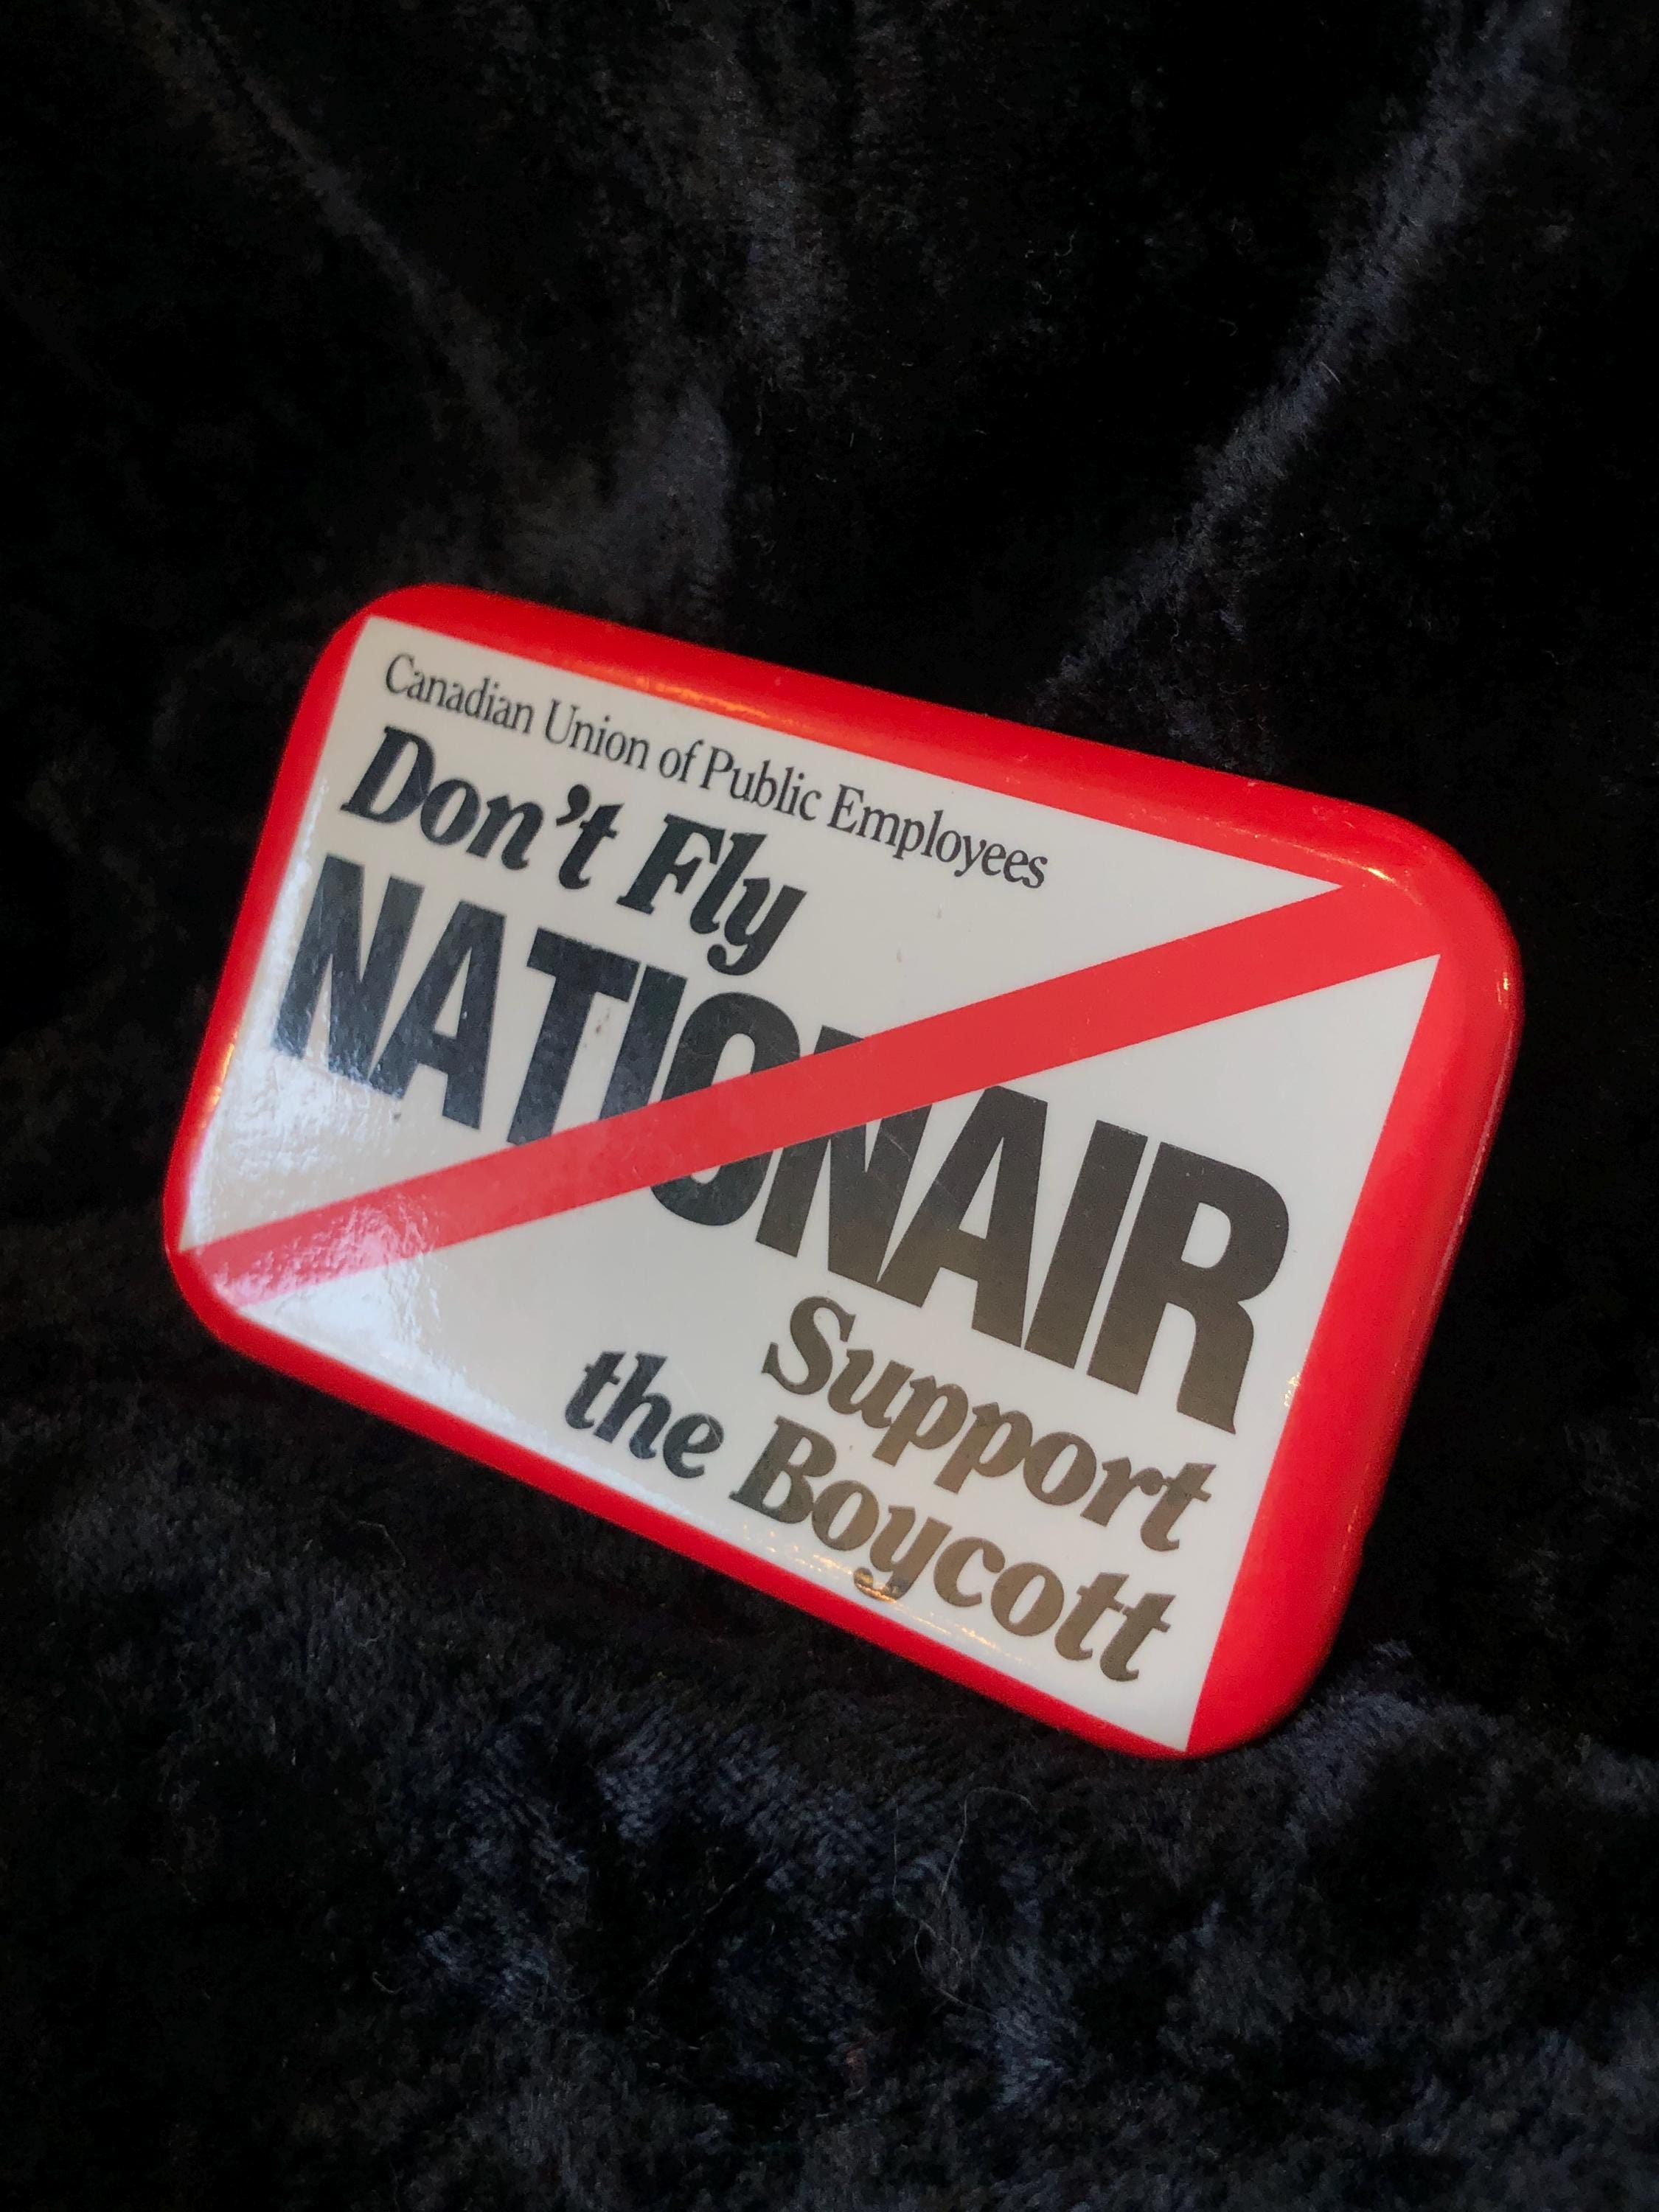 Canadian Union of Public Employees
Don't Fly
NATIONAIR
Support
the Boycott